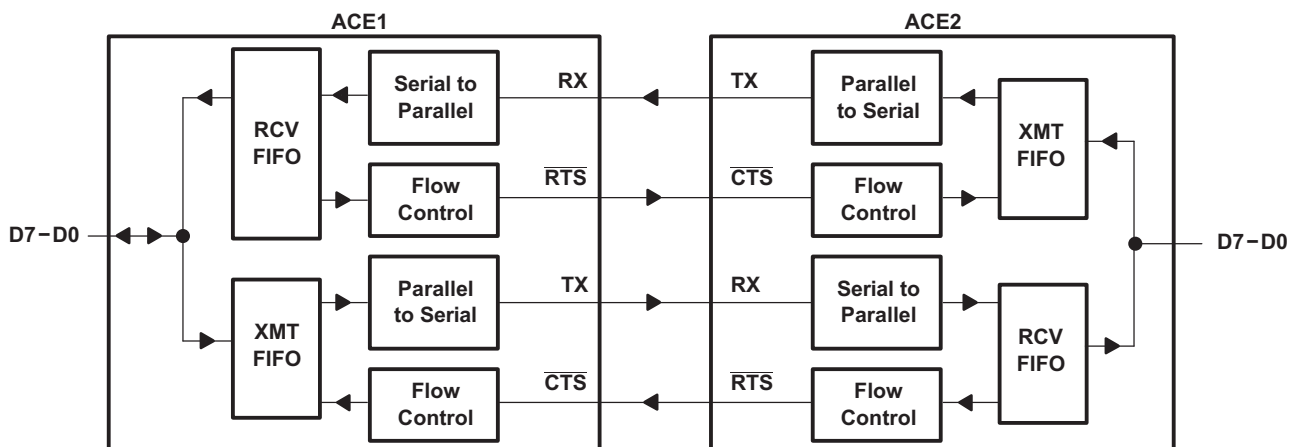 ACE1
ACE2
Serial to
Parallel
RX
TX
Parallel
to Serial
RCV
FIFO
XMT
FIFO
Flow
Control
RTS
CTS
Flow
Control
D7−D0
D7−D0
Parallel
to Serial
TX
RX
Serial to
Parallel
XMT
FIFO
RCV
FIFO
Flow
Control
CTS
RTS
Flow
Control